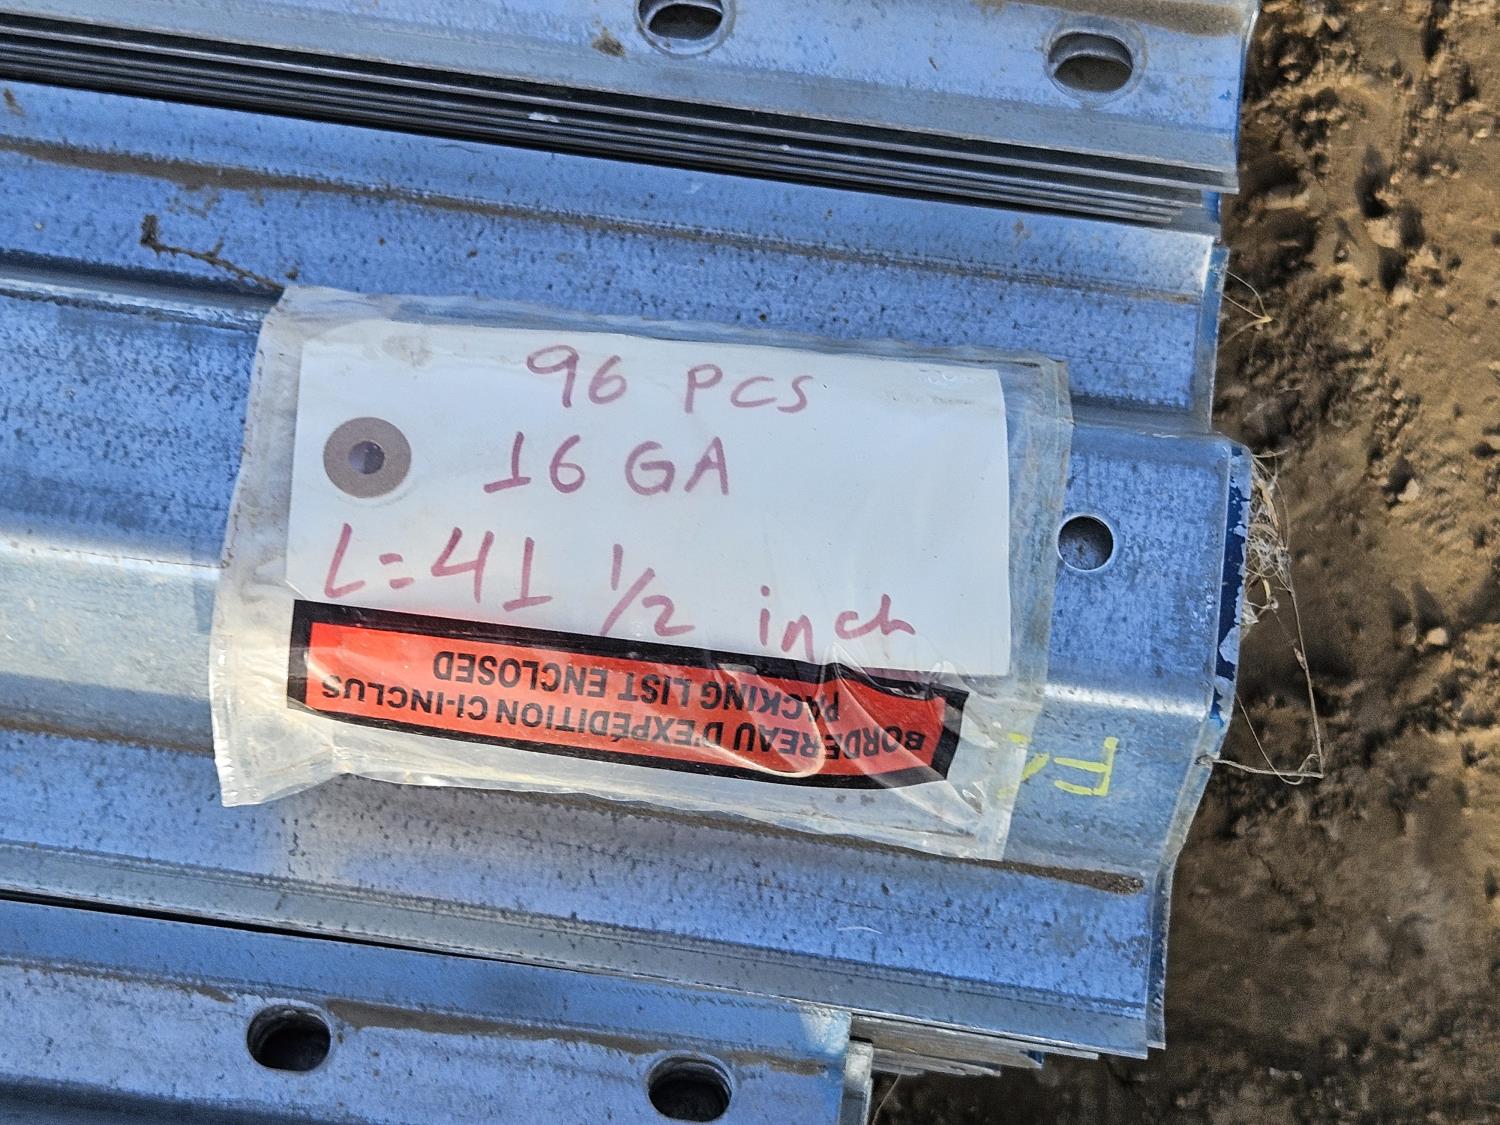 96 PCS
16 GA
L=41 1/2 inch
BORDEREAU D'EXPÉDITION CI-INCLUS
PACKING LIST ENCLOSED